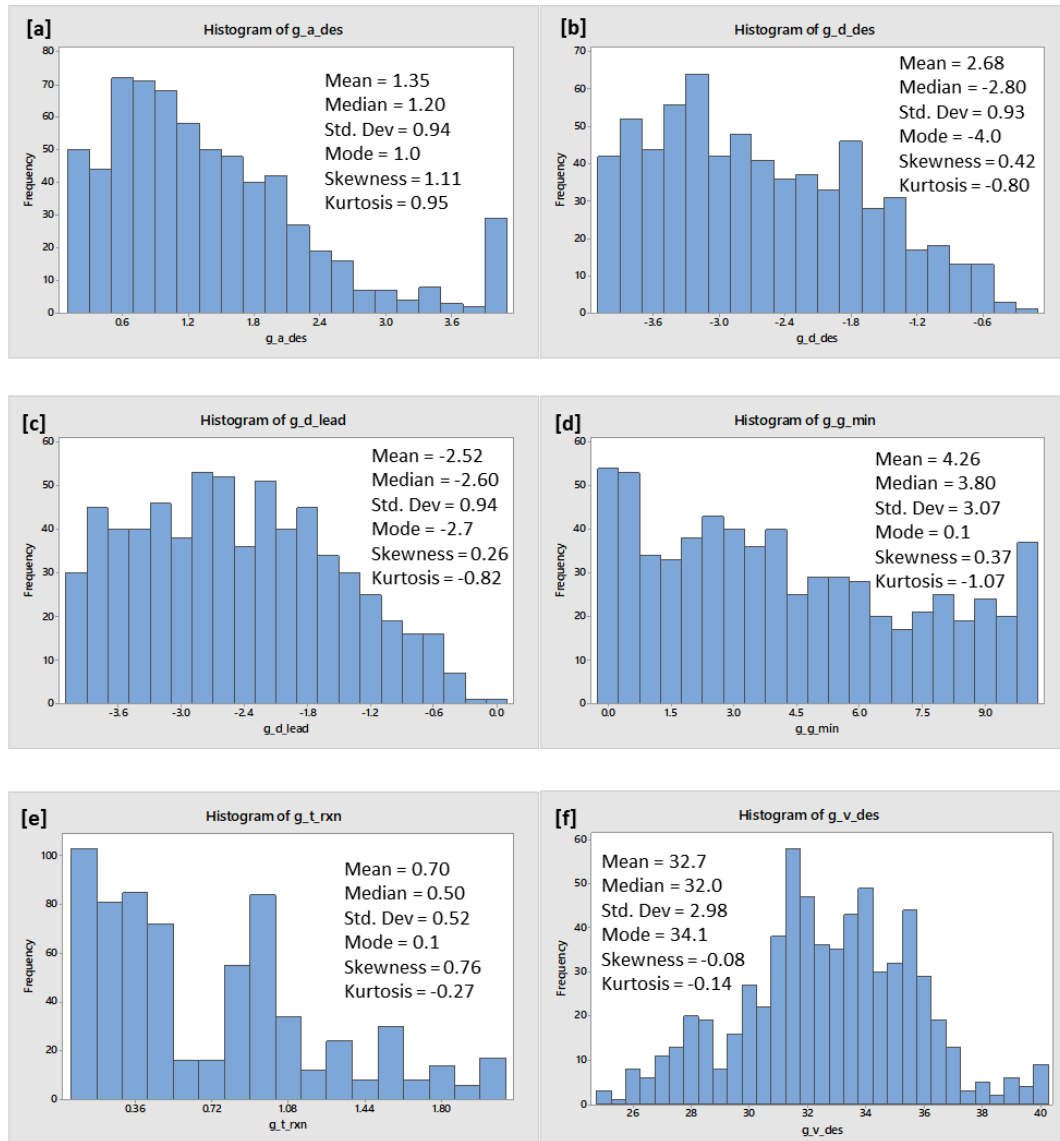 [a]
Histogram of g_a_des
80
70
60
50
40
30
20
10
0
Frequency
Mean = 1.35
Median = 1.20
Std. Dev = 0.94
Mode = 1.0
Skewness = 1.11
Kurtosis = 0.95
0.6 1.2 1.8 2.4 3.0 3.6
g_a_des
[b]
Histogram of g_d_des
70
60
50
40
30
20
10
0
Frequency
Mean = 2.68
Median = -2.80
Std. Dev = 0.93
Mode = -4.0
Skewness = 0.42
Kurtosis = -0.80
-3.6 -3.0 -2.4 -1.8 -1.2 -0.6
g_d_des
[c]
Histogram of g_d_lead
60
50
40
30
20
10
0
Frequency
Mean = -2.52
Median = -2.60
Std. Dev = 0.94
Mode = -2.7
Skewness = 0.26
Kurtosis = -0.82
-3.6 -3.0 -2.4 -1.8 -1.2 -0.6 0.0
g_d_lead
[d]
Histogram of g_g_min
60
50
40
30
20
10
0
Frequency
Mean = 4.26
Median = 3.80
Std. Dev = 3.07
Mode = 0.1
Skewness = 0.37
Kurtosis = -1.07
0.0 1.5 3.0 4.5 6.0 7.5 9.0
g_g_min
[e]
Histogram of g_t_rxn
100
80
60
40
20
0
Frequency
Mean = 0.70
Median = 0.50
Std. Dev = 0.52
Mode = 0.1
Skewness = 0.76
Kurtosis = -0.27
0.36 0.72 1.08 1.44 1.80
g_t_rxn
[f]
Histogram of g_v_des
60
50
40
30
20
10
0
Frequency
Mean = 32.7
Median = 32.0
Std. Dev = 2.98
Mode = 34.1
Skewness = -0.08
Kurtosis = -0.14
26 28 30 32 34 36 38 40
g_v_des